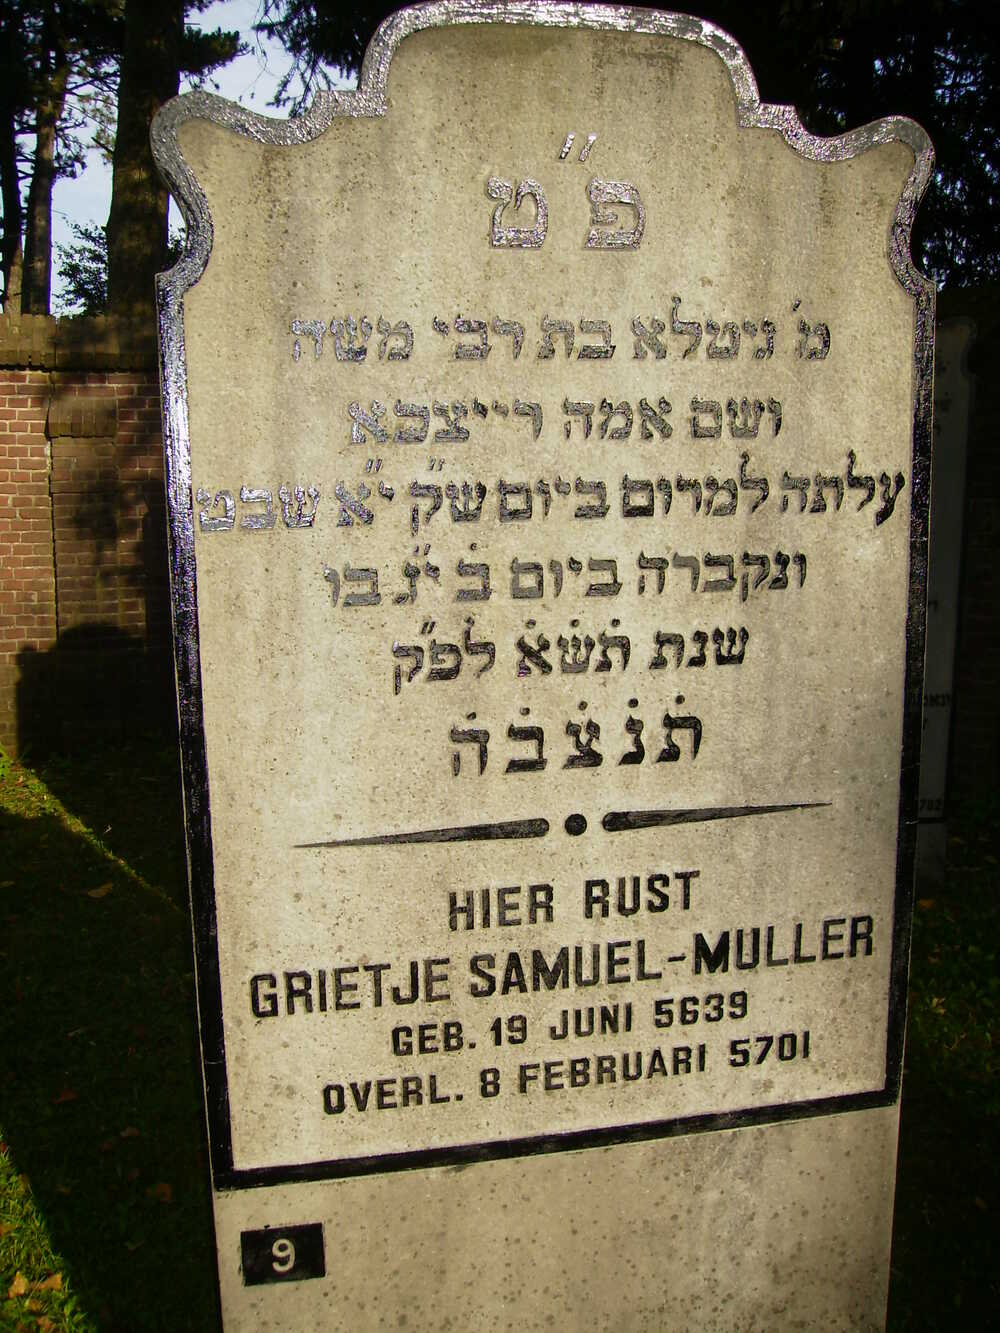 פ״ט
מ׳ גיטלא בת רבי משה
ושם אמה רייצכא
עלתה למרום ביום שק״ י״א שבט
ונקברה ביום ב׳ י״ג בו
שנת תשא לפ״ק
תנצבה
HIER RUST
GRIETJE SAMUEL-MULLER
GEB. 19 JUNI 5639
OVERL. 8 FEBRUARI 5701
9